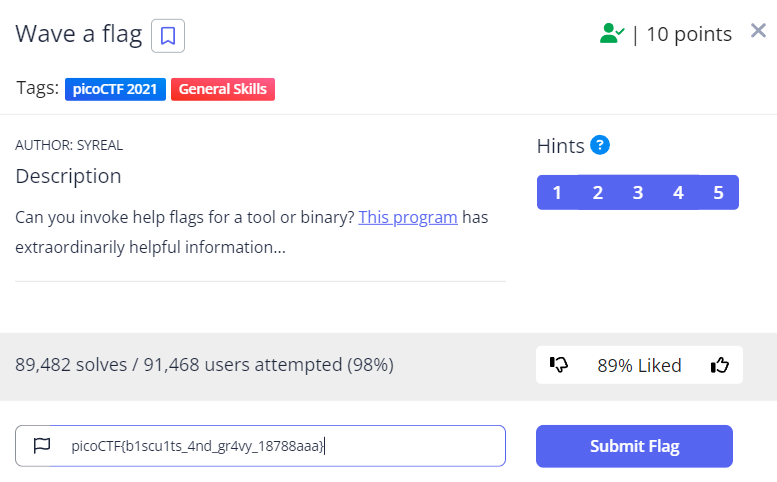 Wave a flag
| 10 points
Tags: picoCTF 2021 General Skills
AUTHOR: SYREAL
Hints ?
Description
1 2 3 4 5
Can you invoke help flags for a tool or binary? This program has
extraordinarily helpful information...
89,482 solves / 91,468 users attempted (98%)
89% Liked
picoCTF{b1scu1ts_4nd_gr4vy_18788aaa}
Submit Flag